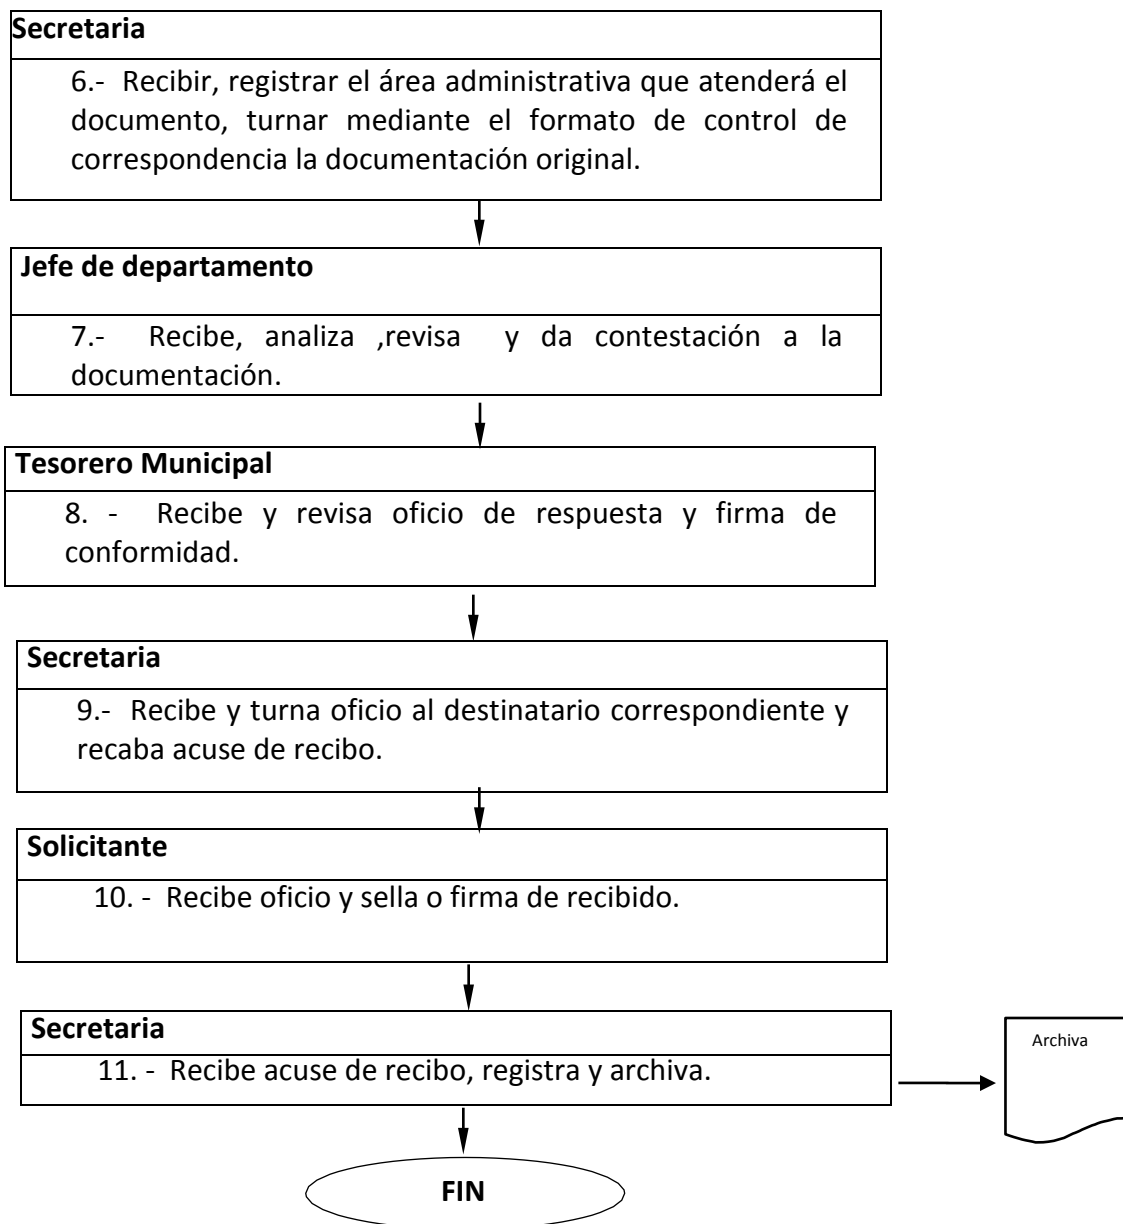 Secretaria
6.- Recibir, registrar el área administrativa que atenderá el
documento, turnar mediante el formato de control de
correspondencia la documentación original.
Jefe de departamento
7.- Recibe, analiza ,revisa y da contestación a la
documentación.
Tesorero Municipal
8. - Recibe y revisa oficio de respuesta y firma de
conformidad.
Secretaria
9.- Recibe y turna oficio al destinatario correspondiente y
recaba acuse de recibo.
Solicitante
10. - Recibe oficio y sella o firma de recibido.
Secretaria
11. - Recibe acuse de recibo, registra y archiva.
Archiva
FIN